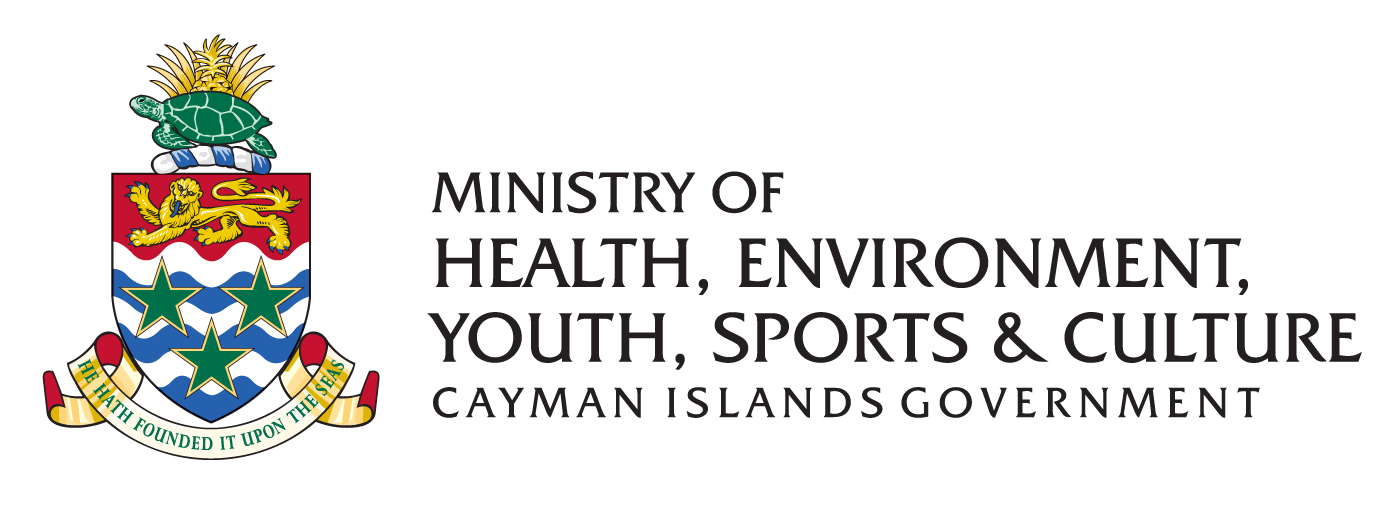 MINISTRY OF
HEALTH, ENVIRONMENT,
YOUTH, SPORTS & CULTURE
CAYMAN ISLANDS GOVERNMENT
HE HATH FOUNDED IT UPON THE SEAS